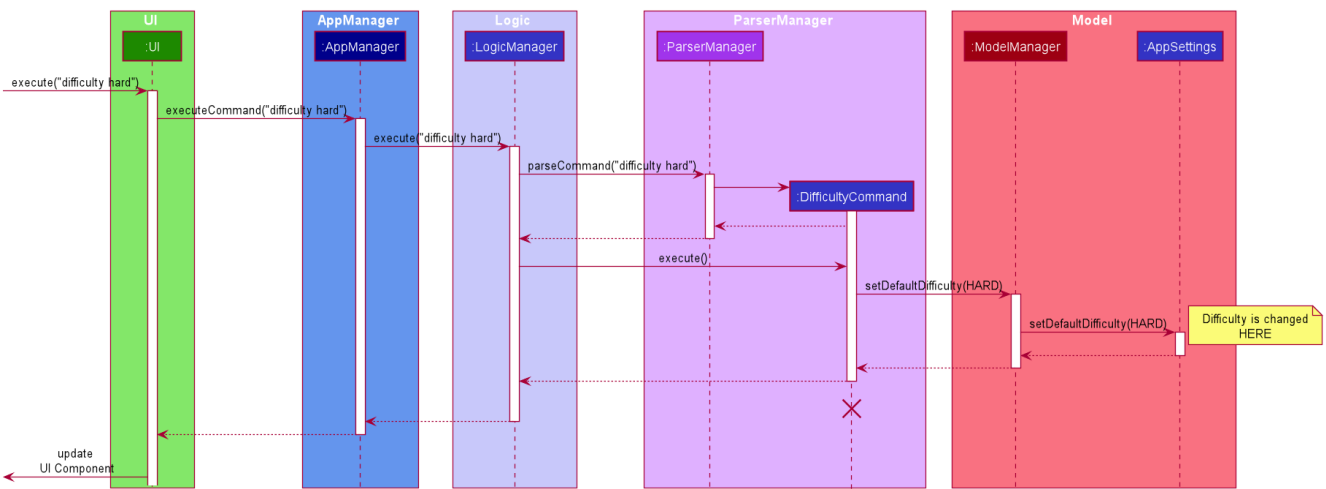 UI
AppManager
Logic
ParserManager
Model
:UI
:AppManager
:LogicManager
:ParserManager
:ModelManager
:AppSettings
execute("difficulty hard")
executeCommand("difficulty hard")
execute("difficulty hard")
parseCommand("difficulty hard")
:DifficultyCommand
execute()
setDefaultDifficulty(HARD)
setDefaultDifficulty(HARD)
Difficulty is changed
HERE
update
UI Component